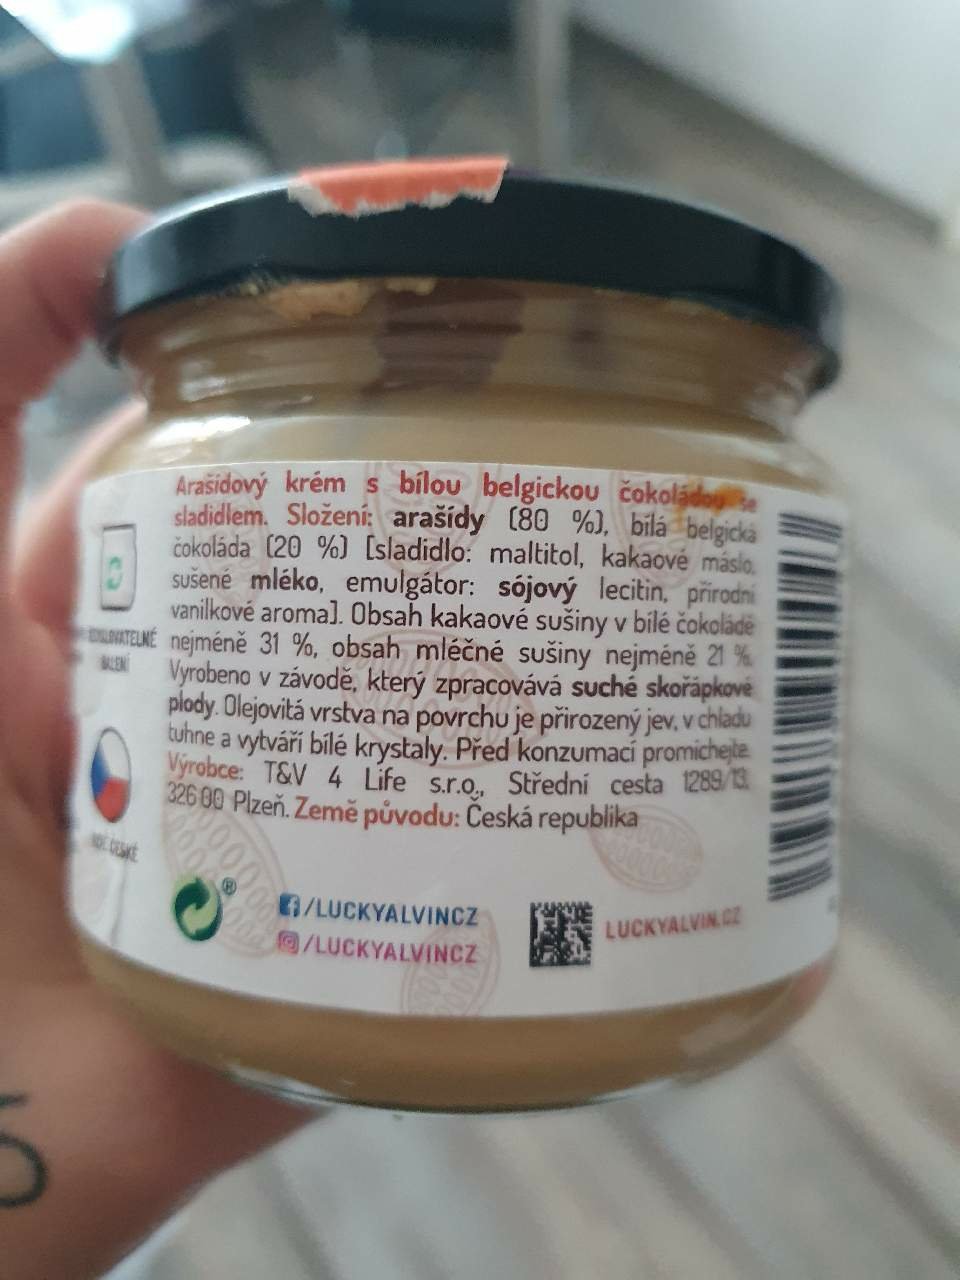 Arašídový krém s bílou belgickou čokoládou se
sladidlem. Složení: arašídy (80 %), bílá belgická
čokoláda (20 %) [sladidlo: maltitol, kakaové máslo,
sušené mléko, emulgátor: sójový lecitin, přírodní
vanilkové aroma]. Obsah kakaové sušiny v bílé čokoládě
nejméně 31 %, obsah mléčné sušiny nejméně 21 %.
Vyrobeno v závodě, který zpracovává suché skořápkové
plody. Olejovitá vrstva na povrchu je přirozený jev, v chladu
tuhne a vytváří bílé krystaly. Před konzumací promíchejte.
Výrobce: T&V 4 Life s.r.o., Střední cesta 1289/13,
326 00 Plzeň. Země původu: Česká republika
BALENÍ
ČESKÉ
®
/LUCKYALVINCZ
/LUCKYALVINCZ
LUCKYALVIN.CZ